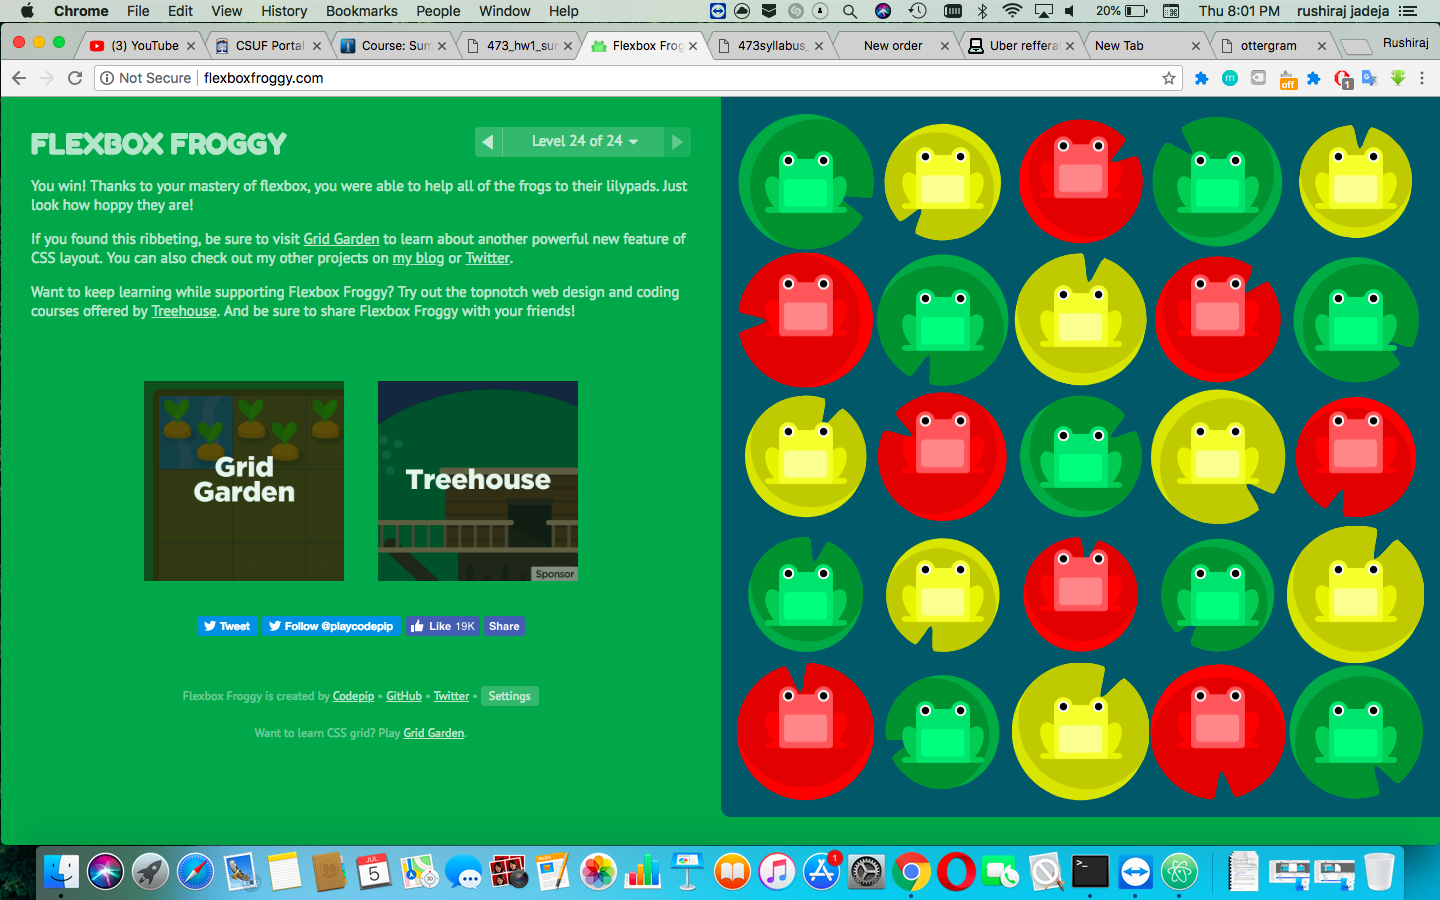 Chrome File Edit View History Bookmarks People Window Help 20% Thu 8:01 PM rushiraj jadeja
(3) YouTube CSUF Portal Course: Sum 473_hw1_sur Flexbox Frog 473syllabus_ New order Uber refferal New Tab ottergram Rushiraj
Not Secure flexboxfroggy.com off 1
FLEXBOX FROGGY
Level 24 of 24
You win! Thanks to your mastery of flexbox, you were able to help all of the frogs to their lilypads. Just
look how hoppy they are!
If you found this ribbeting, be sure to visit Grid Garden to learn about another powerful new feature of
CSS layout. You can also check out my other projects on my blog or Twitter.
Want to keep learning while supporting Flexbox Froggy? Try out the topnotch web design and coding
courses offered by Treehouse. And be sure to share Flexbox Froggy with your friends!
Grid
Garden
Treehouse
Sponsor
Tweet Follow @playcodepip Like 19K Share
Flexbox Froggy is created by Codepip • GitHub • Twitter • Settings
Want to learn CSS grid? Play Grid Garden.
JUL
5
1